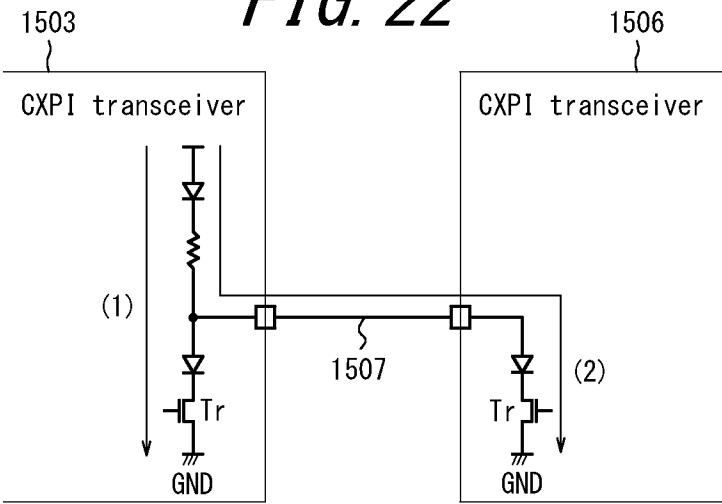 FIG. 22
1503
1506
CXPI transceiver
CXPI transceiver
(1)
1507
(2)
Tr
Tr
GND
GND